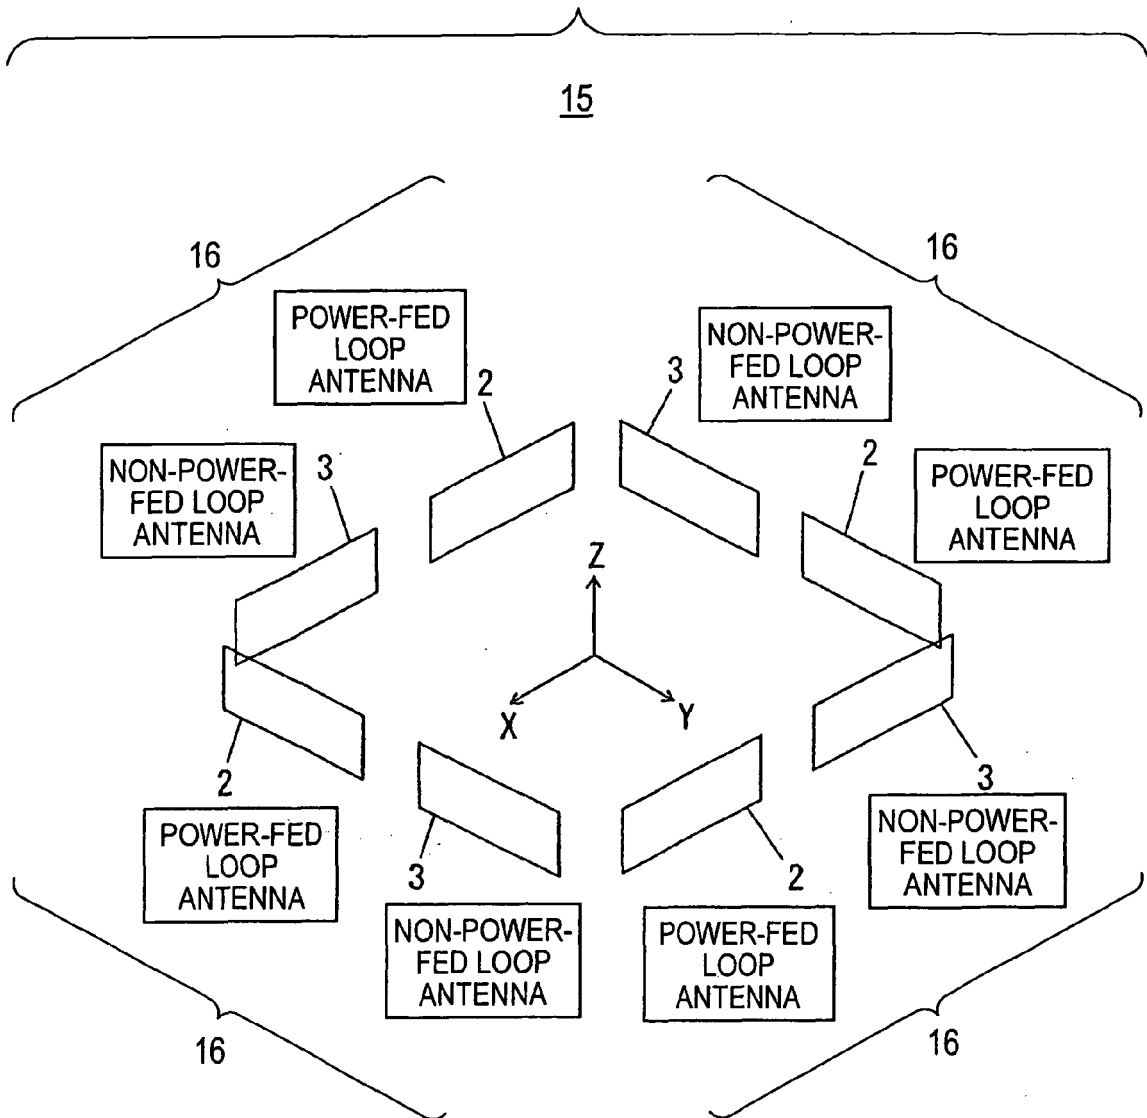 15
16
16
POWER-FED
LOOP
ANTENNA
2
3
NON-POWER-
FED LOOP
ANTENNA
NON-POWER-
FED LOOP
ANTENNA
3
2
POWER-FED
LOOP
ANTENNA
Z
X
Y
2
POWER-FED
LOOP
ANTENNA
3
NON-POWER-
FED LOOP
ANTENNA
2
POWER-FED
LOOP
ANTENNA
3
NON-POWER-
FED LOOP
ANTENNA
16
16